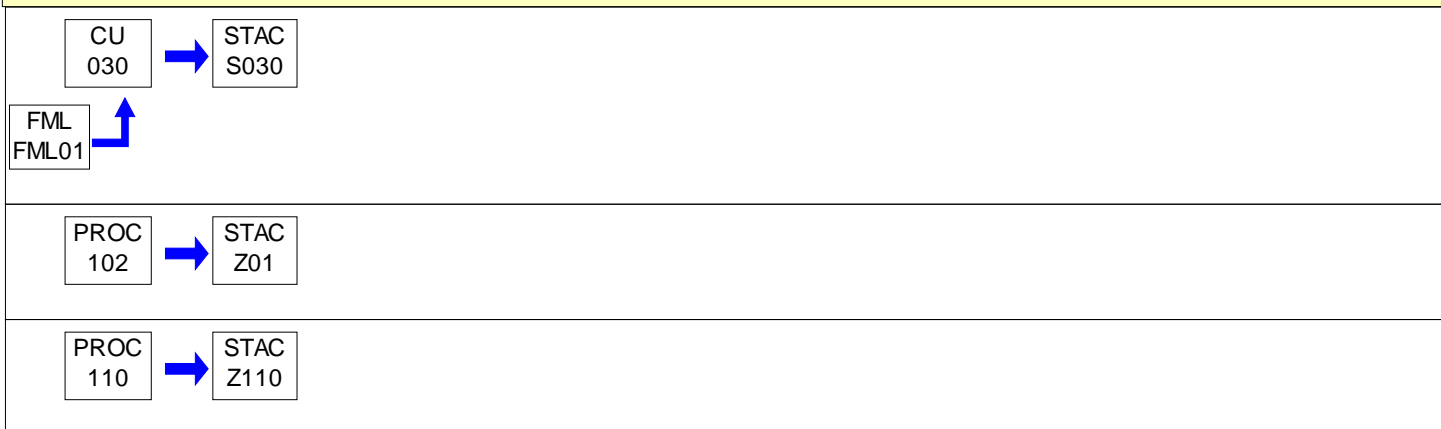 CU
030
STAC
S030
FML
FML01
PROC
102
STAC
Z01
PROC
110
STAC
Z110